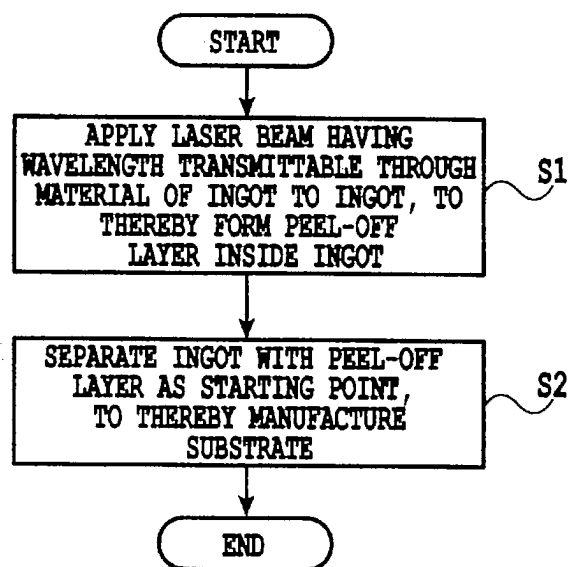 START
APPLY LASER BEAM HAVING
WAVELENGTH TRANSMITTABLE THROUGH
MATERIAL OF INGOT TO INGOT, TO
THEREBY FORM PEEL-OFF
LAYER INSIDE INGOT
S1
SEPARATE INGOT WITH PEEL-OFF
LAYER AS STARTING POINT,
TO THEREBY MANUFACTURE
SUBSTRATE
S2
END